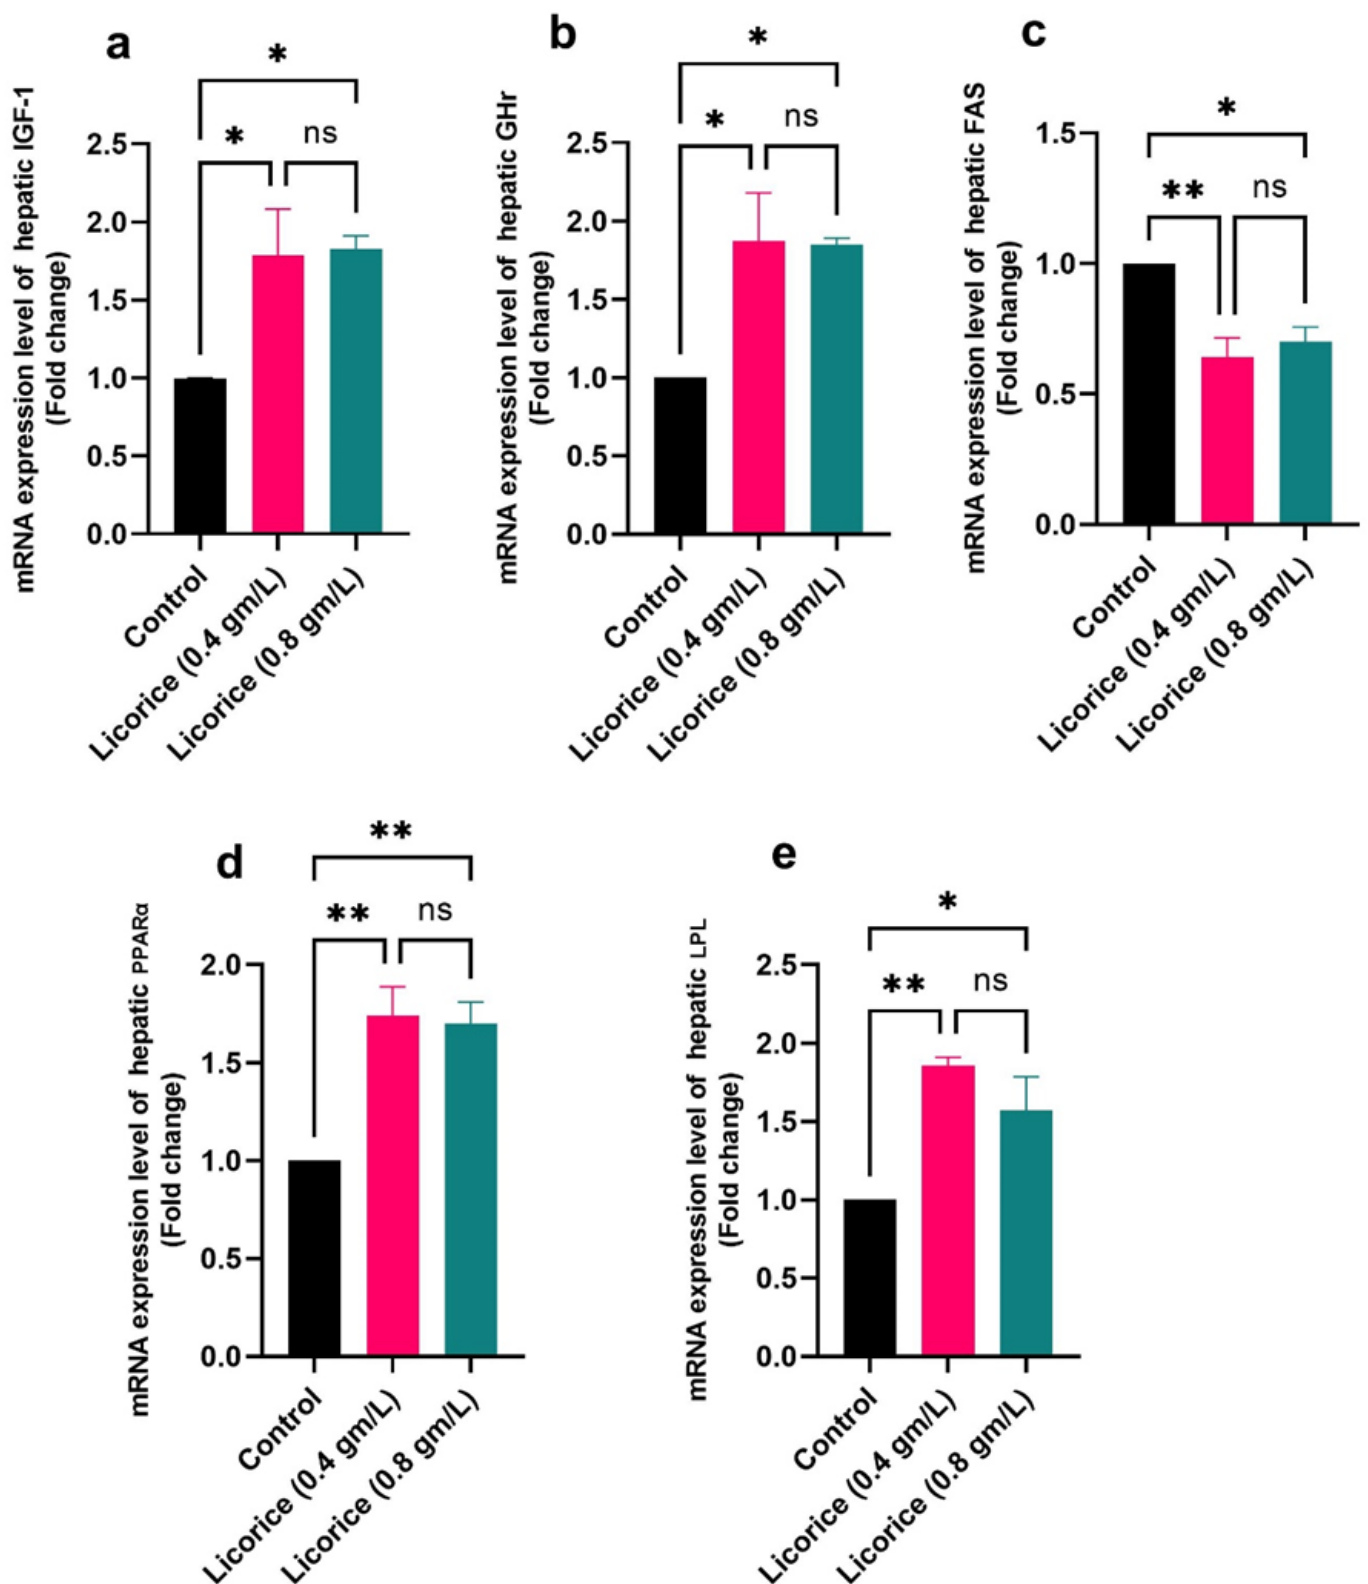 a
*
* ns
mRNA expression level of hepatic IGF-1
(Fold change)
2.5
2.0
1.5
1.0
0.5
0.0
Control
Licorice (0.4 gm/L)
Licorice (0.8 gm/L)
b
*
* ns
mRNA expression level of hepatic GHr
(Fold change)
2.5
2.0
1.5
1.0
0.5
0.0
Control
Licorice (0.4 gm/L)
Licorice (0.8 gm/L)
c
*
** ns
mRNA expression level of hepatic FAS
(Fold change)
1.5
1.0
0.5
0.0
Control
Licorice (0.4 gm/L)
Licorice (0.8 gm/L)
d
**
** ns
mRNA expression level of hepatic PPARα
(Fold change)
2.0
1.5
1.0
0.5
0.0
Control
Licorice (0.4 gm/L)
Licorice (0.8 gm/L)
e
*
** ns
mRNA expression level of hepatic LPL
(Fold change)
2.5
2.0
1.5
1.0
0.5
0.0
Control
Licorice (0.4 gm/L)
Licorice (0.8 gm/L)